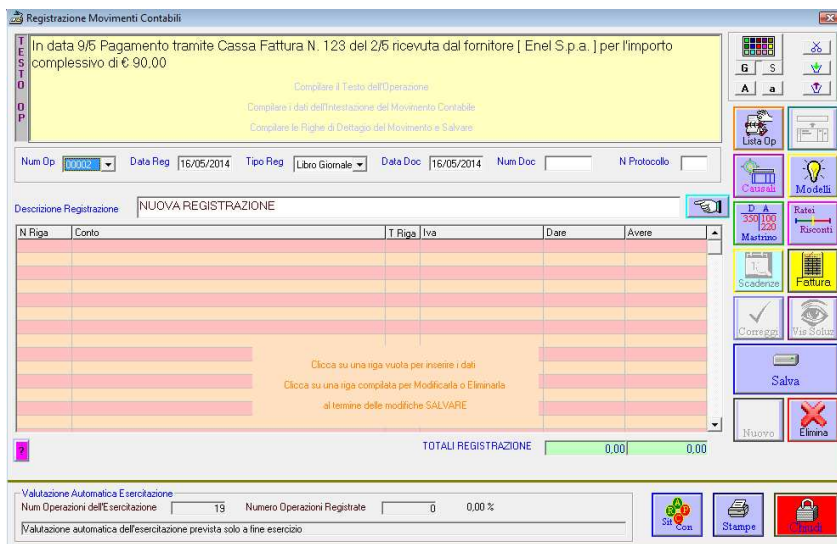 Registrazione Movimenti Contabili
TESTO OP
In data 9/5 Pagamento tramite Cassa Fattura N. 123 del 2/5 ricevuta dal fornitore [ Enel S.p.a. ] per l'importo
complessivo di € 90,00
Compilare il Testo dell'Operazione
Compilare i dati dell'Intestazione del Movimento Contabile
Compilare le Righe di Dettaglio del Movimento e Salvare
G S
A a
Lista Op
Num Op 00002 Data Reg 16/05/2014 Tipo Reg Libro Giornale Data Doc 16/05/2014 Num Doc N Protocollo
Causali Modelli
Descrizione Registrazione NUOVA REGISTRAZIONE
D A
350 100
220
Mastrino
Ratei
Risconti
N Riga Conto T Riga Iva Dare Avere
Scadenze Fattura
Correggi Vis Soluz
Clicca su una riga vuota per inserire i dati
Clicca su una riga compilata per Modificarla o Eliminarla
al termine delle modifiche SALVARE
Salva
Nuovo Elimina
?
TOTALI REGISTRAZIONE 0,00 0,00
Valutazione Automatica Esercitazione
Num Operazioni dell'Esercitazione 19 Numero Operazioni Registrate 0 0,00 %
Valutazione automatica dell'esercitazione prevista solo a fine esercizio
Sit Con
Stampe
Chiudi